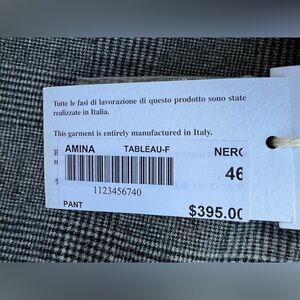 Tutte le fasi di lavorazione di questo prodotto sono state
realizzate in Italia.
This garment is entirely manufactured in Italy.
AMINA TABLEAU-F NERO
46
1123456740
PANT
$395.00